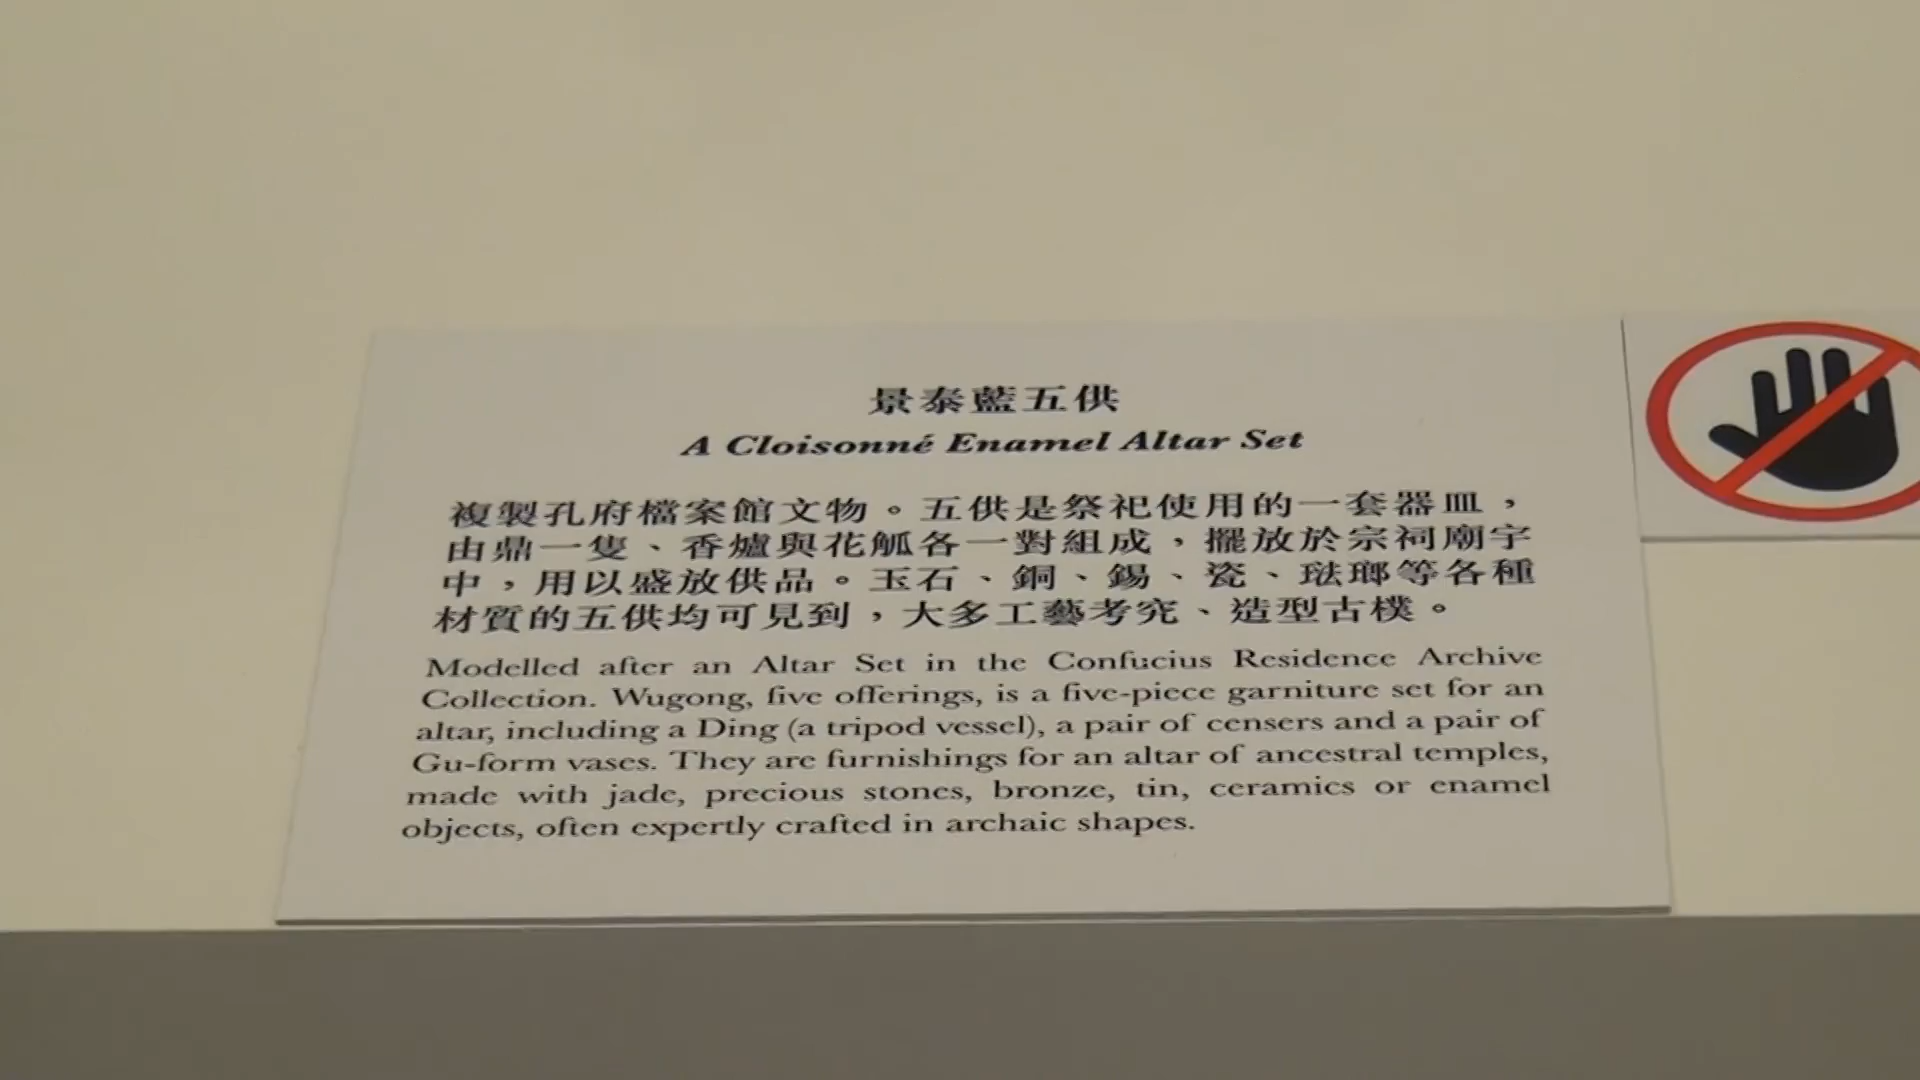 景泰藍五供
A Cloisonné Enamel Altar Set
複製孔府檔案館文物。五供是祭祀使用的一套器皿，
由鼎一隻、香爐與花觚各一對組成，擺放於宗祠廟宇
中，用以盛放供品。玉石、銅、錫、瓷、琺瑯等各種
材質的五供均可見到，大多工藝考究、造型古樸。
Modelled after an Altar Set in the Confucius Residence Archive
Collection. Wugong, five offerings, is a five-piece garniture set for an
altar, including a Ding (a tripod vessel), a pair of censers and a pair of
Gu-form vases. They are furnishings for an altar of ancestral temples,
made with jade, precious stones, bronze, tin, ceramics or enamel
objects, often expertly crafted in archaic shapes.